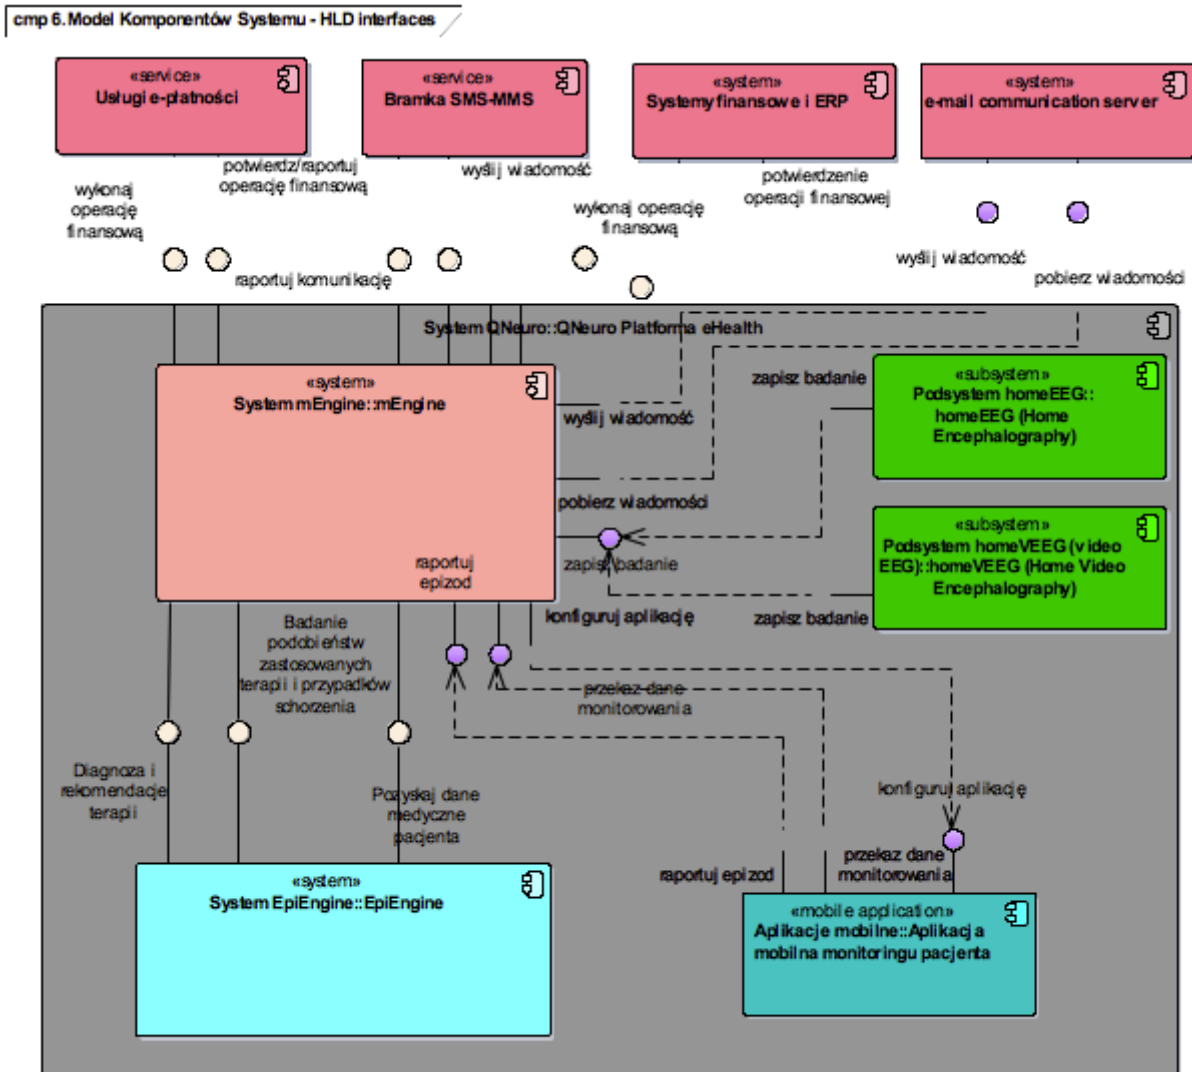 cmp 6.Model Komponentów Systemu - HLD interfaces
«service»
Usługi e-płatności
«service»
Bramka SMS-MMS
«system»
Systemy finansowe i ERP
«system»
e-mail communication server
wykonaj
operację
finansową
potwierdz/raportuj
operację finansową
wyślij wiadomość
wykonaj operację
finansową
potwierdzenie
operacji finansowej
wyślij wiadomość
pobierz wiadomości
raportuj komunikację
System QNeuro::QNeuro Platforma eHealth
«system»
System mEngine::mEngine
wyślij wiadomość
pobierz wiadomości
zapisz badanie
«subsystem»
Podsystem homeEEG::
homeEEG (Home
Encephalography)
«subsystem»
Podsystem homeVEEG (video
EEG)::homeVEEG (Home Video
Encephalography)
zapisz badanie
zapisz badanie
raportuj
epizod
konfiguruj aplikację
Badanie
podobieństw
zastosowanych
terapii i przypadków
schorzenia
przekaz dane
monitorowania
Diagnoza i
rekomendacje
terapii
Pozyskaj dane
medyczne
pacjenta
konfiguruj aplikację
raportuj epizod
przekaz dane
monitorowania
«system»
System EpiEngine::EpiEngine
«mobile application»
Aplikacje mobilne::Aplikacja
mobilna monitoringu pacjenta